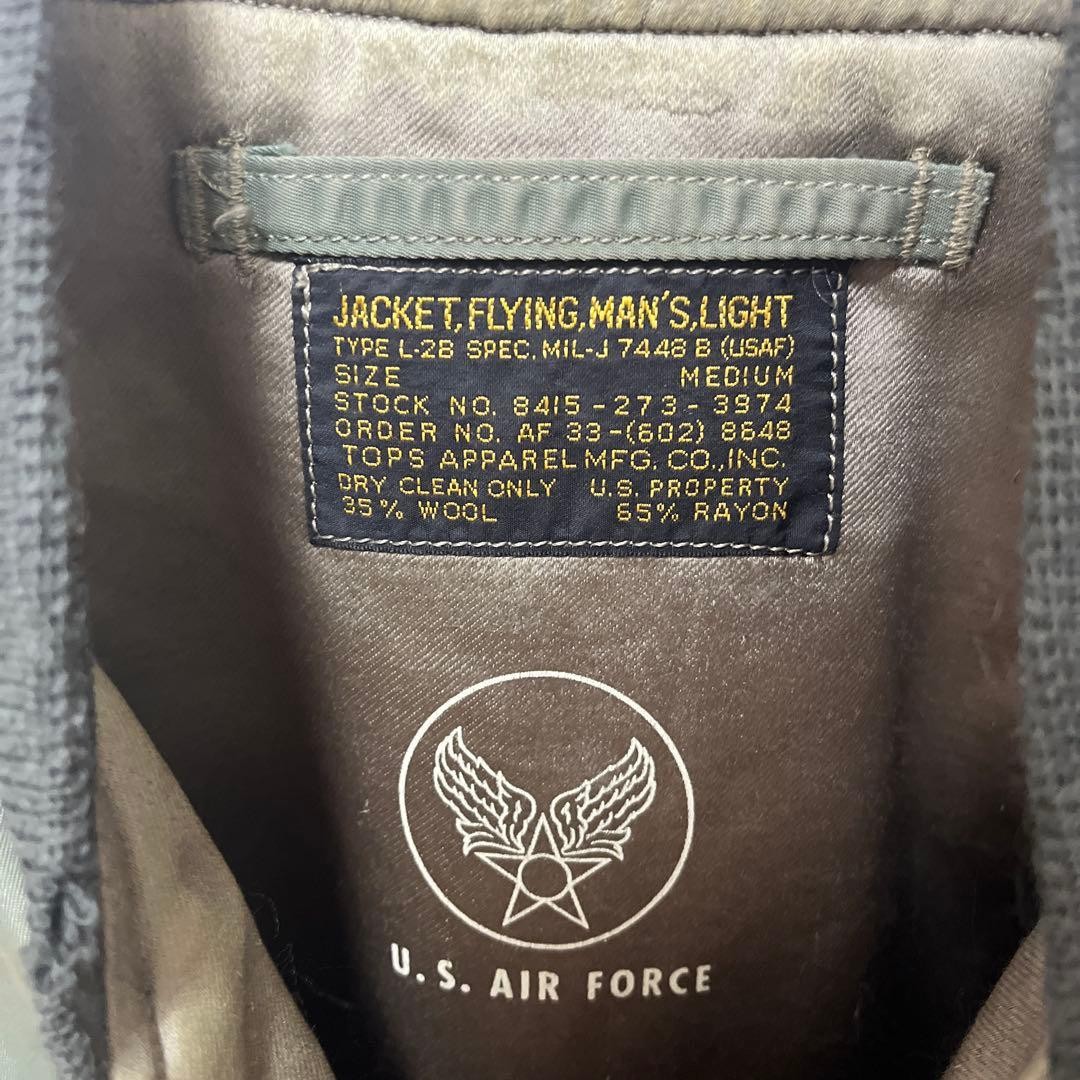 JACKET, FLYING, MAN'S, LIGHT
TYPE L-2B SPEC. MIL-J 7448 B (USAF)
SIZE MEDIUM
STOCK NO. 8415-273-3974
ORDER NO. AF 33-(602) 8648
TOPS APPAREL MFG. CO., INC.
DRY CLEAN ONLY U.S. PROPERTY
35% WOOL 65% RAYON
U.S. AIR FORCE